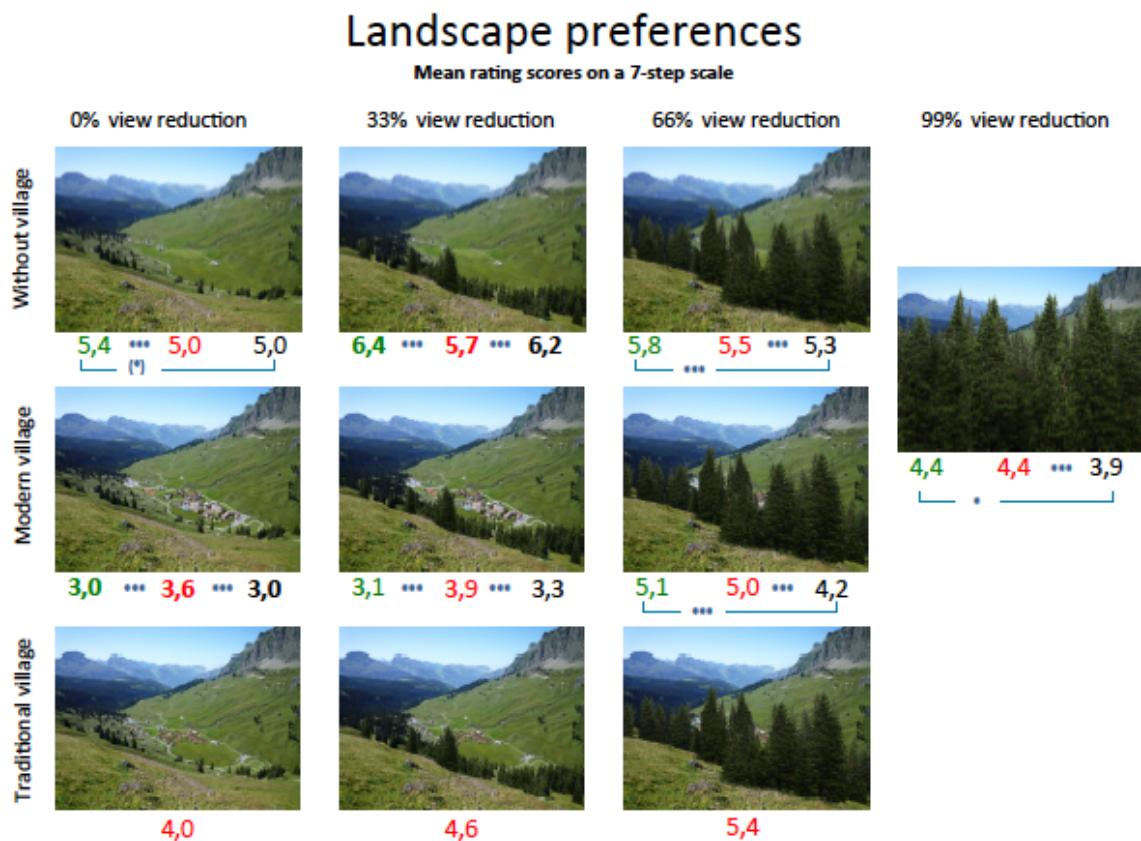 Landscape preferences
Mean rating scores on a 7-step scale
0% view reduction 33% view reduction 66% view reduction 99% view reduction
Without village
5,4 *** 5,0 5,0 6,4 *** 5,7 *** 6,2 5,8 5,5 *** 5,3
(*) ***
Modern village
4,4 4,4 *** 3,9
*
3,0 *** 3,6 *** 3,0 3,1 *** 3,9 *** 3,3 5,1 5,0 *** 4,2
***
Traditional village
4,0 4,6 5,4